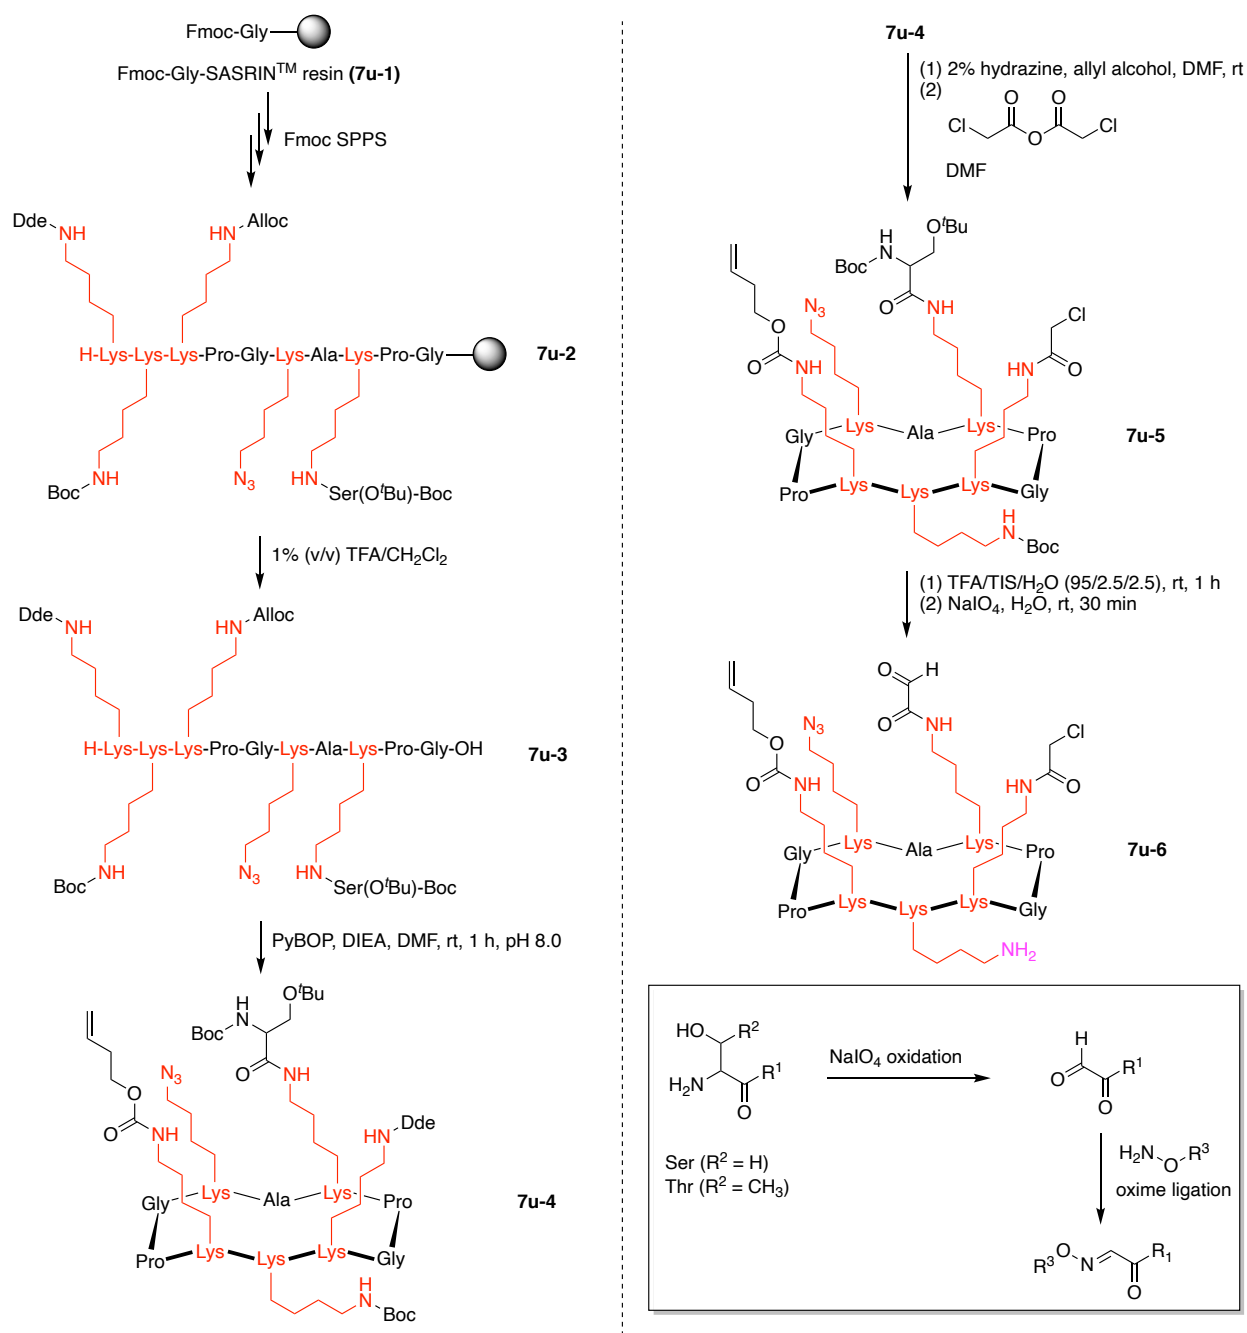 Fmoc-Gly
Fmoc-Gly-SASRIN™ resin (7u-1)
Fmoc SPPS
Dde
NH
HN
Alloc
H-Lys-Lys-Lys-Pro-Gly-Lys-Ala-Lys-Pro-Gly
7u-2
Boc
NH
N3
HN
Ser(OᵗBu)-Boc
1% (v/v) TFA/CH2Cl2
Dde
NH
HN
Alloc
H-Lys-Lys-Lys-Pro-Gly-Lys-Ala-Lys-Pro-Gly-OH
7u-3
Boc
NH
N3
HN
Ser(OᵗBu)-Boc
PyBOP, DIEA, DMF, rt, 1 h, pH 8.0
OᵗBu
H
N
Boc
O
NH
N3
O
O
NH
HN
Dde
Gly
Lys
Ala
Lys
Pro
7u-4
Pro
Lys
Lys
Lys
Gly
H
N
Boc
7u-4
(1) 2% hydrazine, allyl alcohol, DMF, rt
(2)
O
O
Cl
O
Cl
DMF
OᵗBu
H
N
Boc
O
NH
N3
O
O
NH
Cl
HN
O
Gly
Lys
Ala
Lys
Pro
7u-5
Pro
Lys
Lys
Lys
Gly
H
N
Boc
(1) TFA/TIS/H2O (95/2.5/2.5), rt, 1 h
(2) NaIO4, H2O, rt, 30 min
O
H
O
NH
N3
O
O
NH
Cl
HN
O
Gly
Lys
Ala
Lys
Pro
7u-6
Pro
Lys
Lys
Lys
Gly
NH2
HO
R2
H2N
R1
O
NaIO4 oxidation
H
O
R1
O
Ser (R2 = H)
Thr (R2 = CH3)
H2N
O
R3
oxime ligation
R3
O
N
R1
O